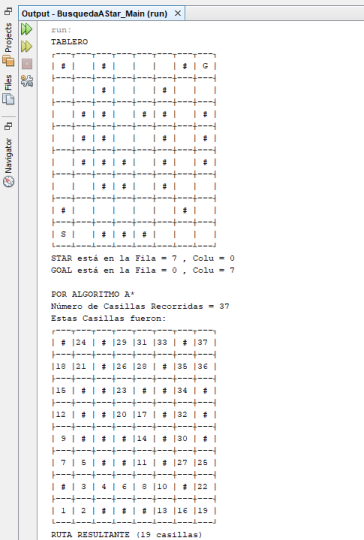 Output - BusquedaAStar_Main (run) ×
Projects
Files
Navigator
run:
TABLERO
| # |   | # |   |   |   | # | G |
|   |   | # |   |   | # |   |   |
|   | # | # |   | # | # |   | # |
|   | # | # |   |   | # |   | # |
|   | # | # | # |   | # |   | # |
|   |   | # | # |   | # |   |   |
| # |   |   |   |   |   | # |   |
| S |   | # | # | # |   |   |   |
STAR está en la Fila = 7 , Colu = 0
GOAL está en la Fila = 0 , Colu = 7
POR ALGORITMO A*
Número de Casillas Recorridas = 37
Estas Casillas fueron:
| # |24 | # |29 |31 |33 | # |37 |
|18 |21 | # |26 |28 | # |35 |36 |
|15 | # | # |23 | # | # |34 | # |
|12 | # | # |20 |17 | # |32 | # |
| 9 | # | # | # |14 | # |30 | # |
| 7 | 5 | # | # |11 | # |27 |25 |
| # | 3 | 4 | 6 | 8 |10 | # |22 |
| 1 | 2 | # | # | # |13 |16 |19 |
RUTA RESULTANTE (19 casillas)